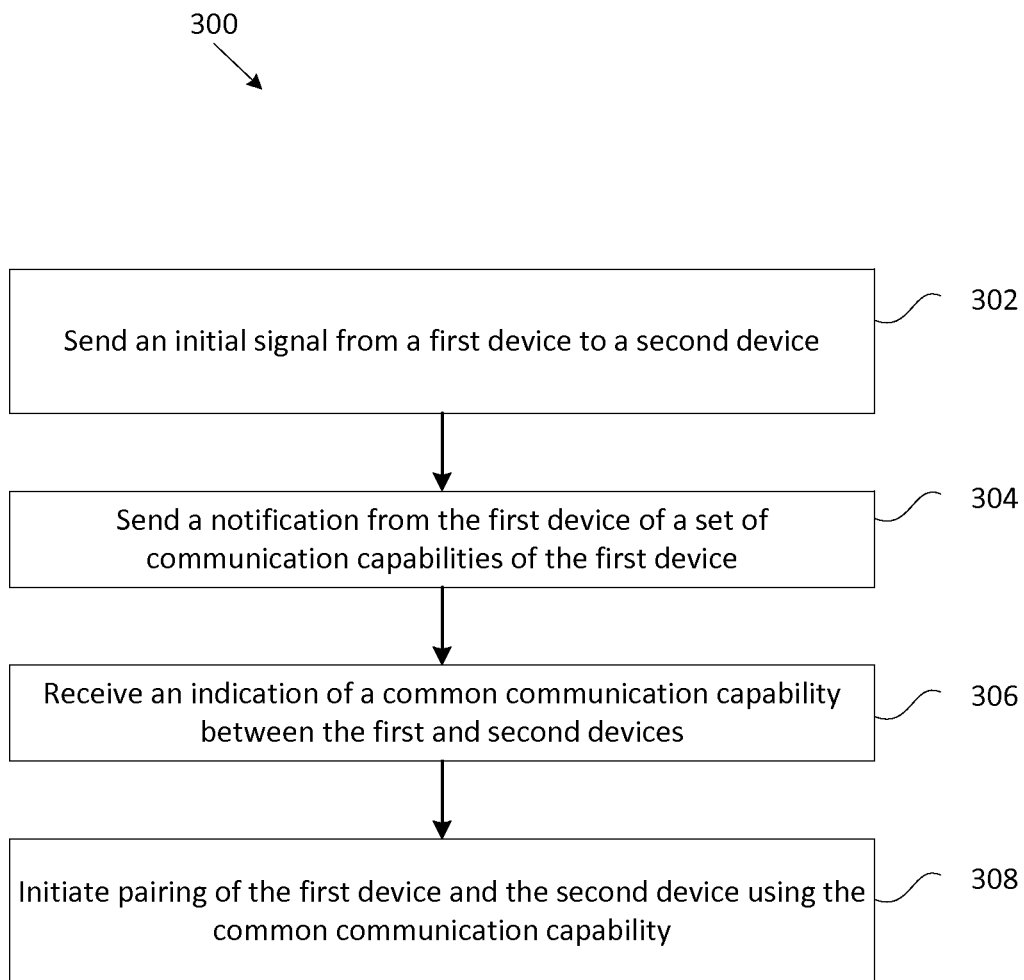 300
Send an initial signal from a first device to a second device
302
Send a notification from the first device of a set of
communication capabilities of the first device
304
Receive an indication of a common communication capability
between the first and second devices
306
Initiate pairing of the first device and the second device using the
common communication capability
308